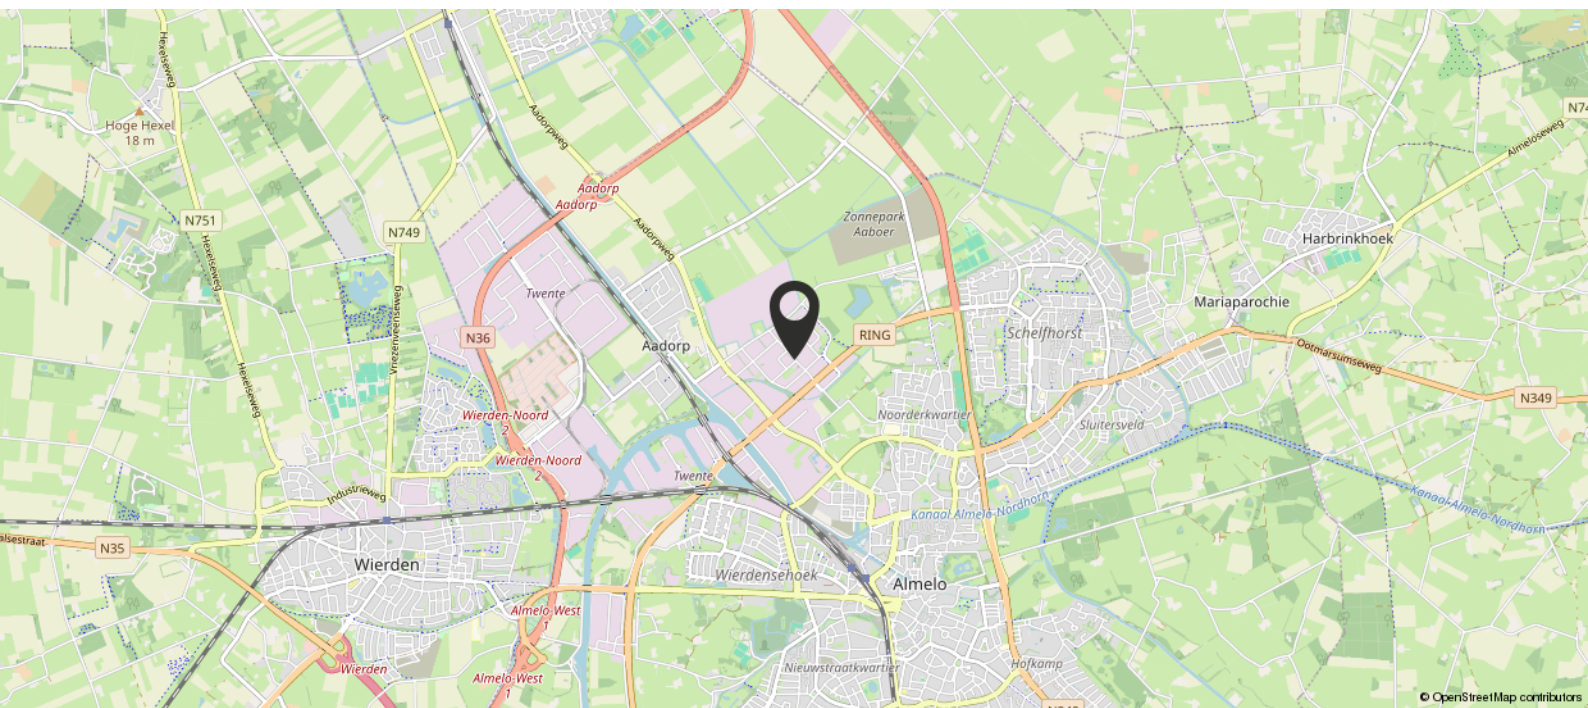 Hexelseweg
Hoge Hexel
18 m
Aadorpweg
Aadorp
Aadorp
Aadorpweg
N751
N749
Hexelseweg
Vriezenveenseweg
Twente
N36
Aadorp
Zonnepark
Aaboer
RING
Almeloseweg
N74
Harbrinkhoek
Mariaparochie
Schelfhorst
Ootmarsumseweg
N349
Hexelseweg
Wierden-Noord
2
Wierden-Noord
2
Noorderkwartier
Sluitersveld
Twente
Industrieweg
Kanaal Almelo-Nordhorn
Kanaal-Almelo-Nordhorn
alsestraat
N35
Wierden
Wierdensehoek
Almelo
Almelo-West
1
Wierden
Almelo-West
1
Nieuwstraatkwartier
Hofkamp
N349
© OpenStreetMap contributors